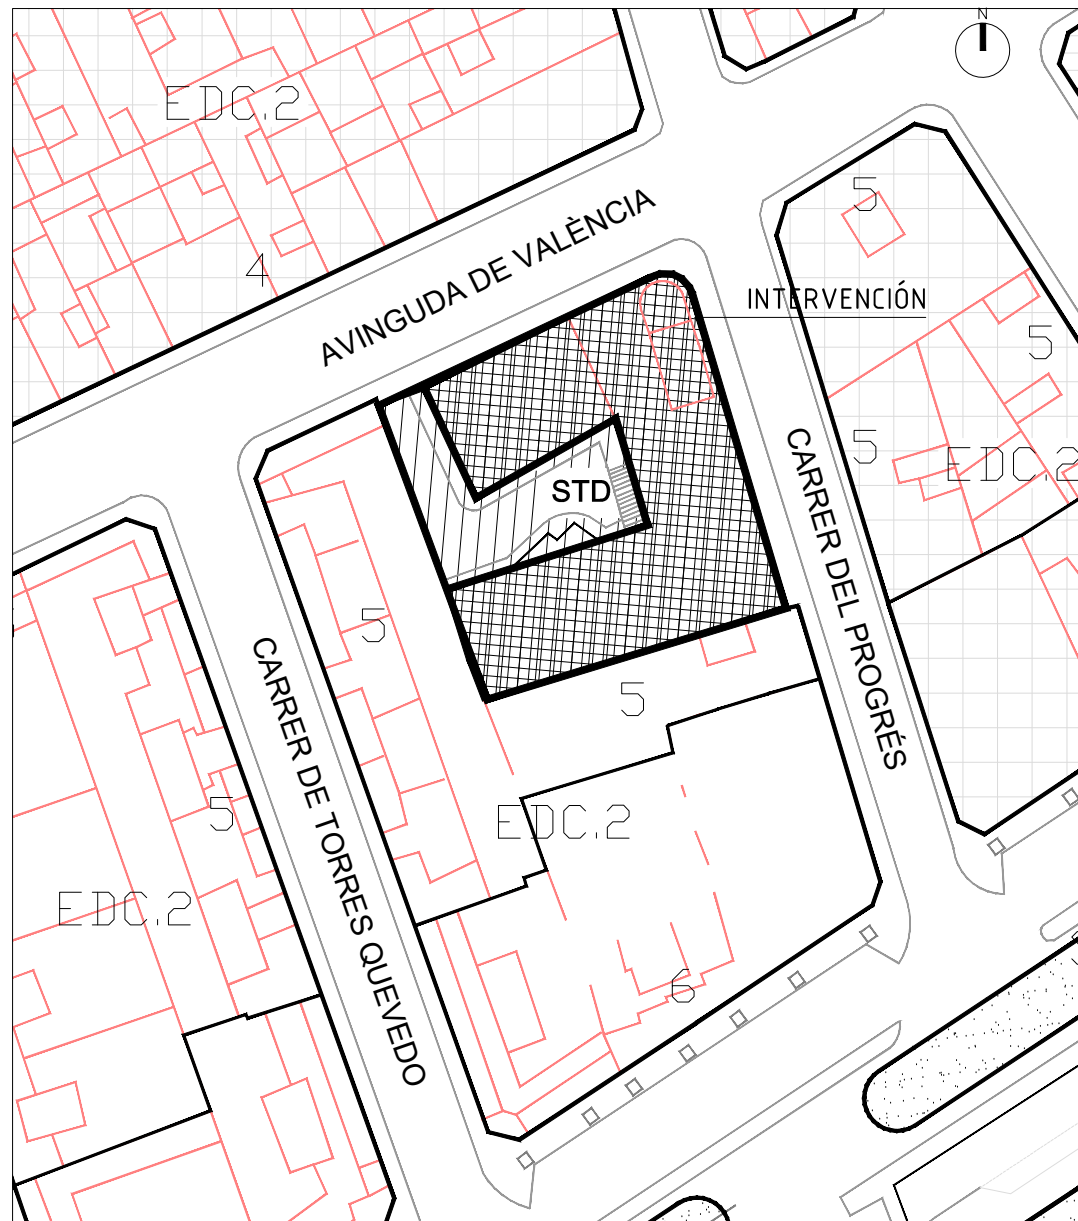 N
EDC.2
5
AVINGUDA DE VALÈNCIA
4
INTERVENCIÓN
5
5
EDC.2
STD
CARRER DEL PROGRÉS
5
CARRER DE TORRES QUEVEDO
5
5
EDC.2
EDC.2
6